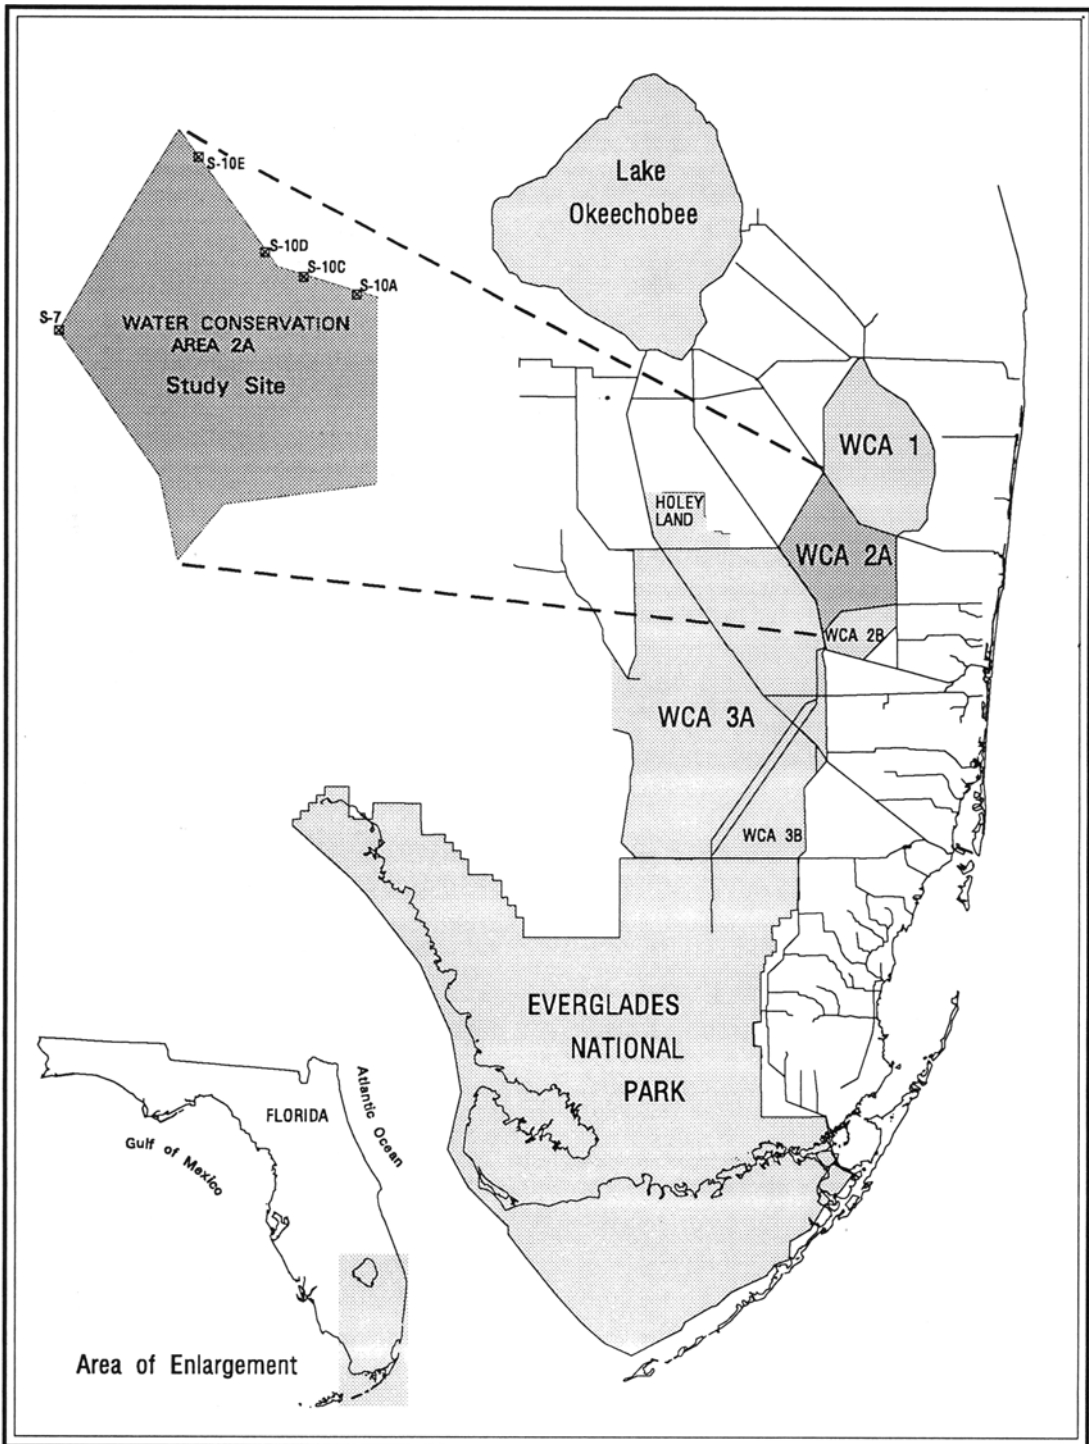 Lake
Okeechobee
S-10E
S-10D
S-10C
S-10A
S-7
WATER CONSERVATION
AREA 2A
Study Site
WCA 1
HOLEY
LAND
WCA 2A
WCA 2B
WCA 3A
WCA 3B
EVERGLADES
NATIONAL
PARK
FLORIDA
Atlantic Ocean
Gulf of Mexico
Area of Enlargement